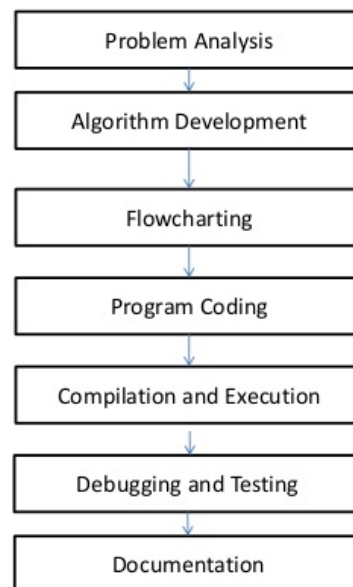 Problem Analysis
Algorithm Development
Flowcharting
Program Coding
Compilation and Execution
Debugging and Testing
Documentation